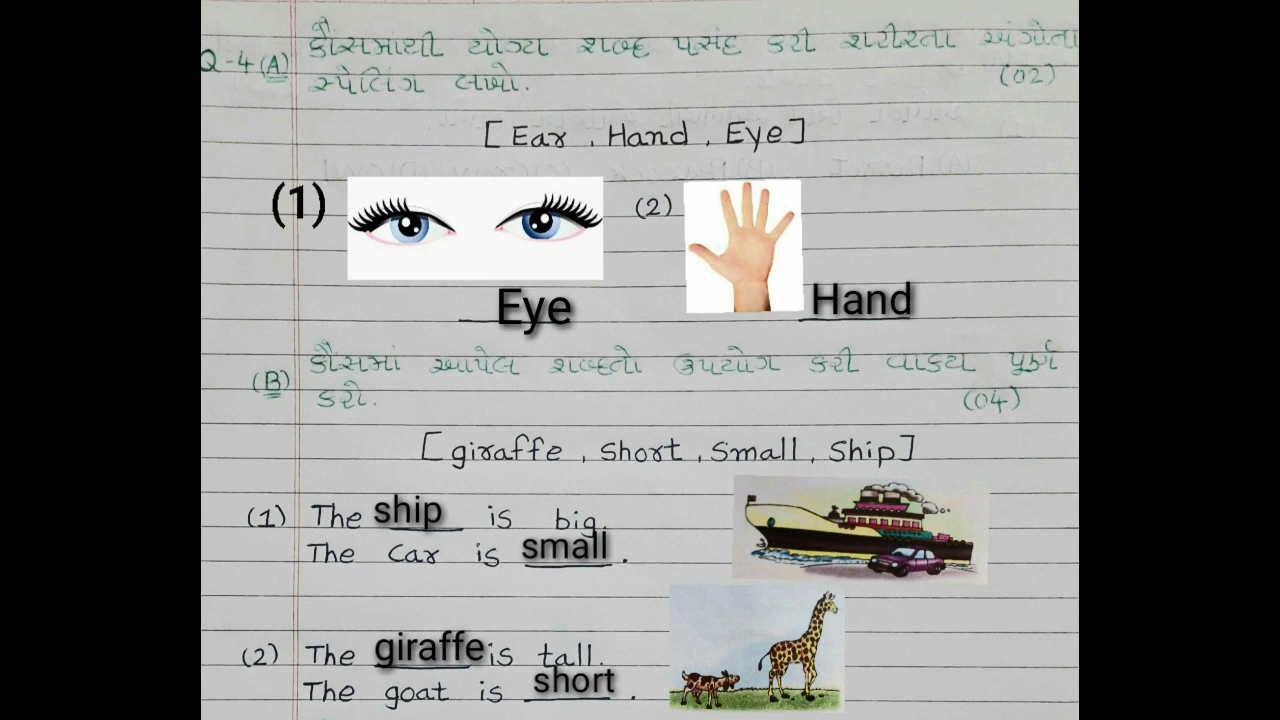 Q-4 (A) કૌંસમાંથી યોગ્ય શબ્દ પસંદ કરી શરીરના અંગોના
સ્પેલિંગ લખો. (02)
[ Ear , Hand , Eye ]
(1) (2)
Eye Hand
(B) કૌંસમાં આપેલ શબ્દનો ઉપયોગ કરી વાક્ય પૂર્ણ
કરો. (04)
[ giraffe , Short , Small , Ship ]
(1) The ship is big.
The Car is small .
(2) The giraffe is tall.
The goat is short .